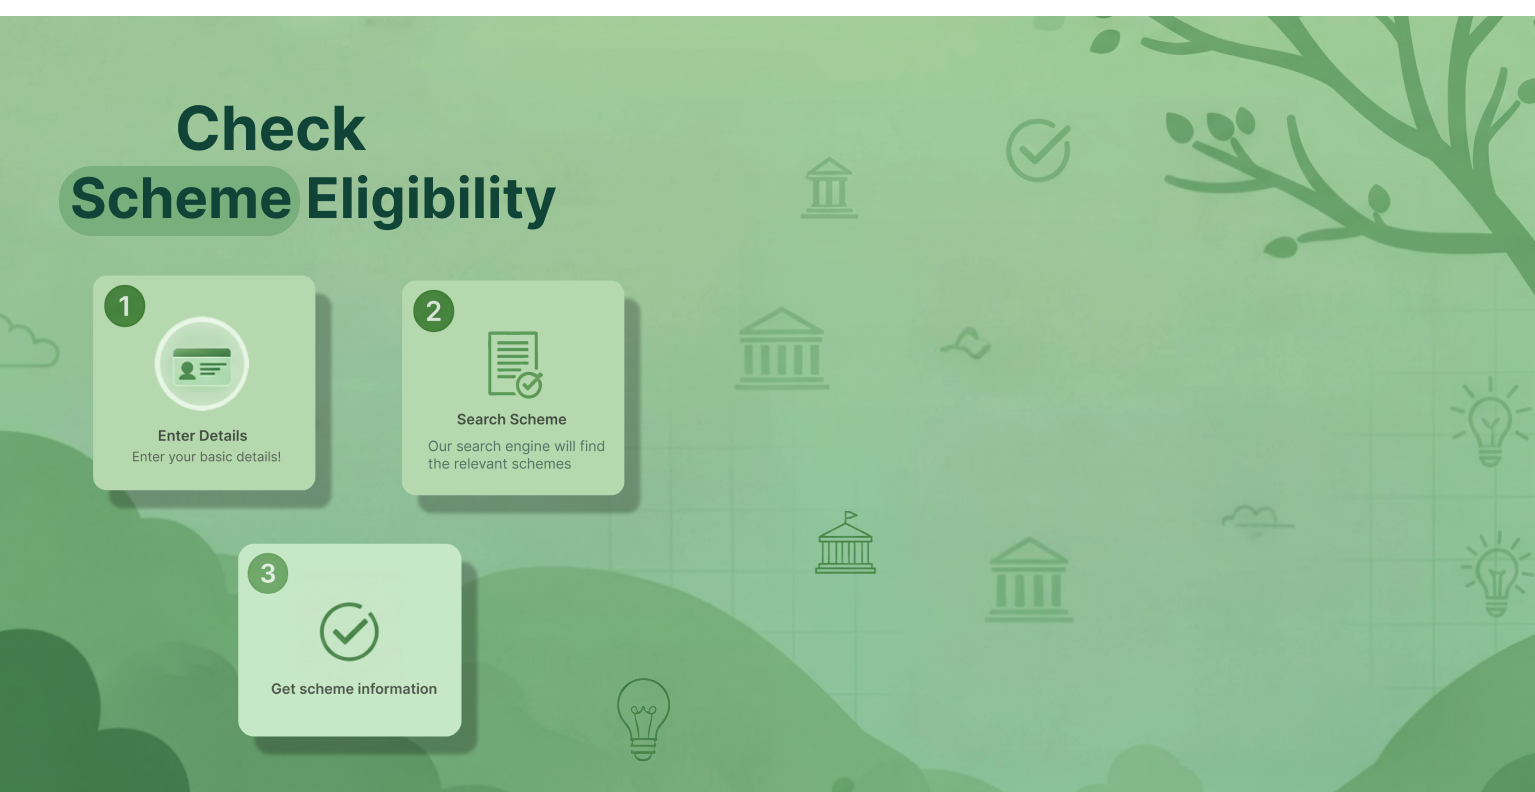 Check
Scheme Eligibility
1
Enter Details
Enter your basic details!
2
Search Scheme
Our search engine will find
the relevant schemes
3
Get scheme information